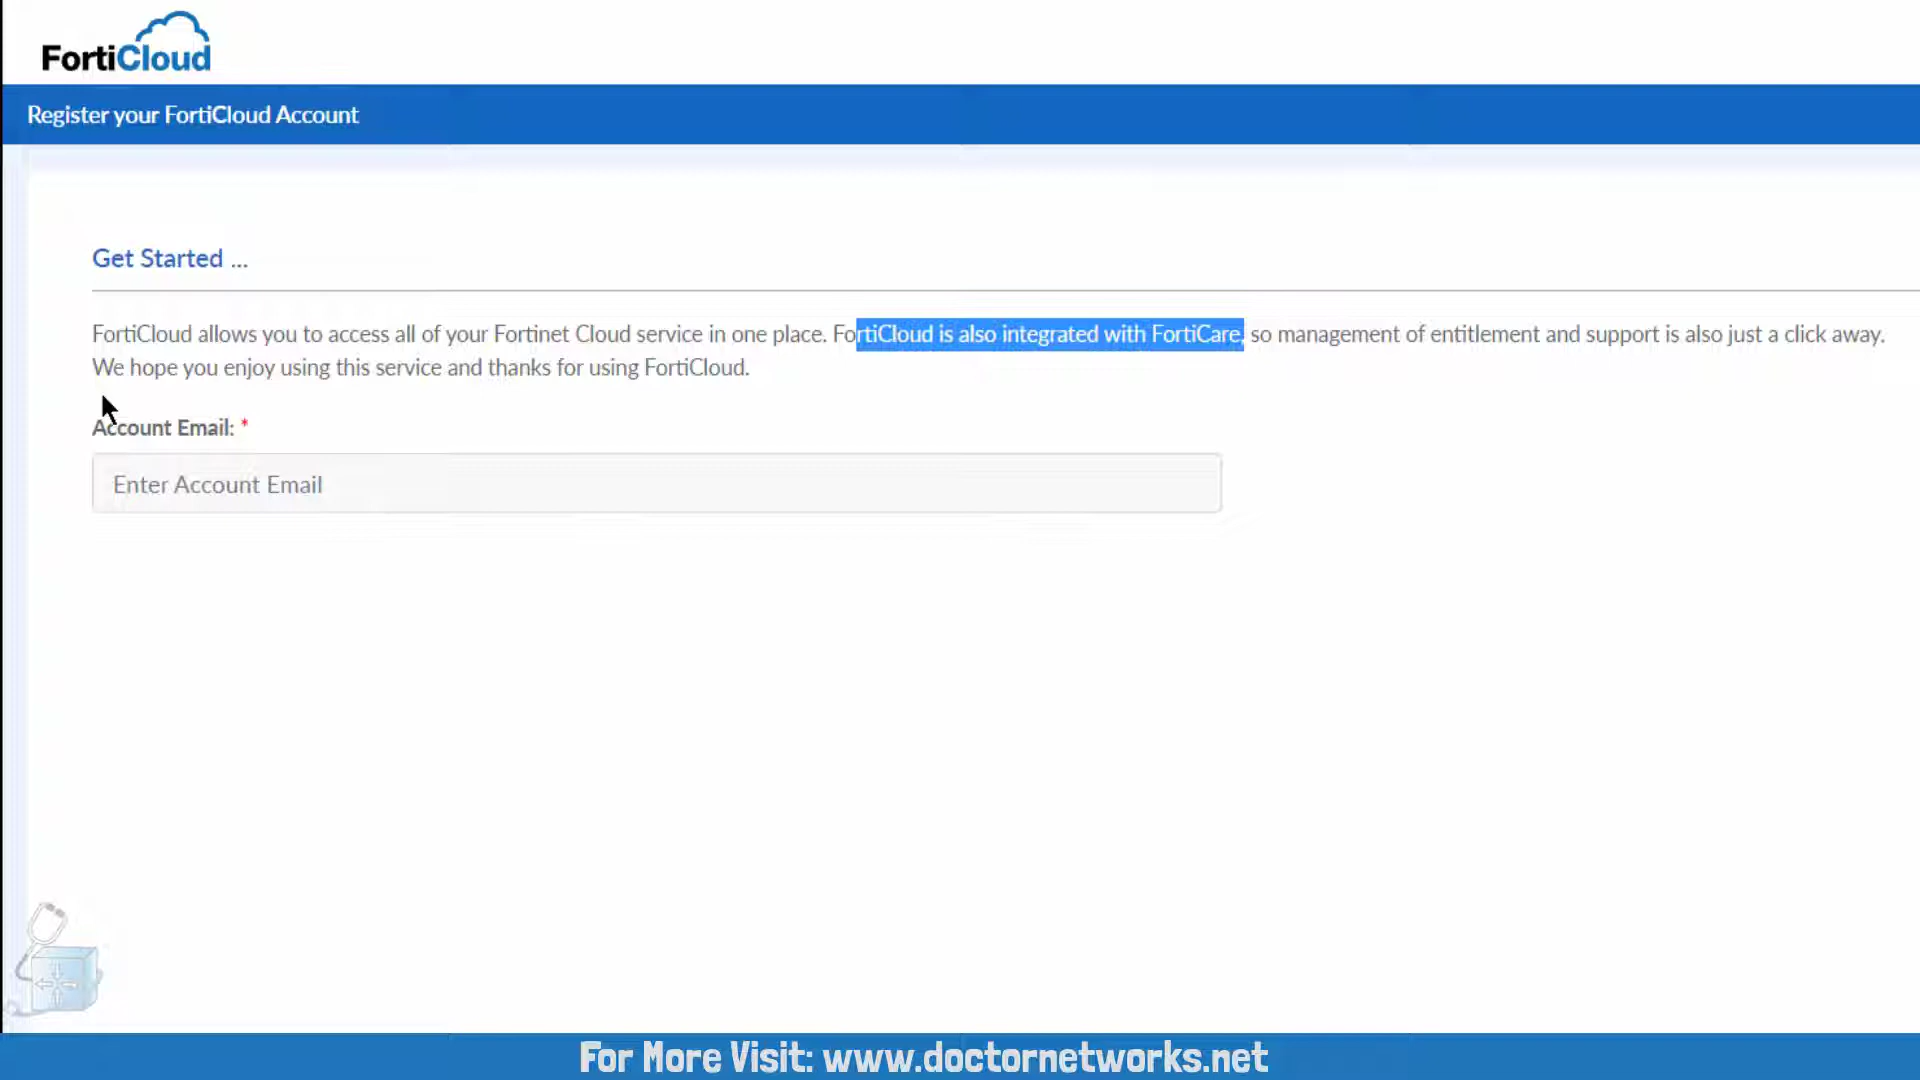 FortiCloud
Register your FortiCloud Account
Get Started ...
FortiCloud allows you to access all of your Fortinet Cloud service in one place. FortiCloud is also integrated with FortiCare, so management of entitlement and support is also just a click away.
We hope you enjoy using this service and thanks for using FortiCloud.
Account Email: *
Enter Account Email
For More Visit: www.doctornetworks.net